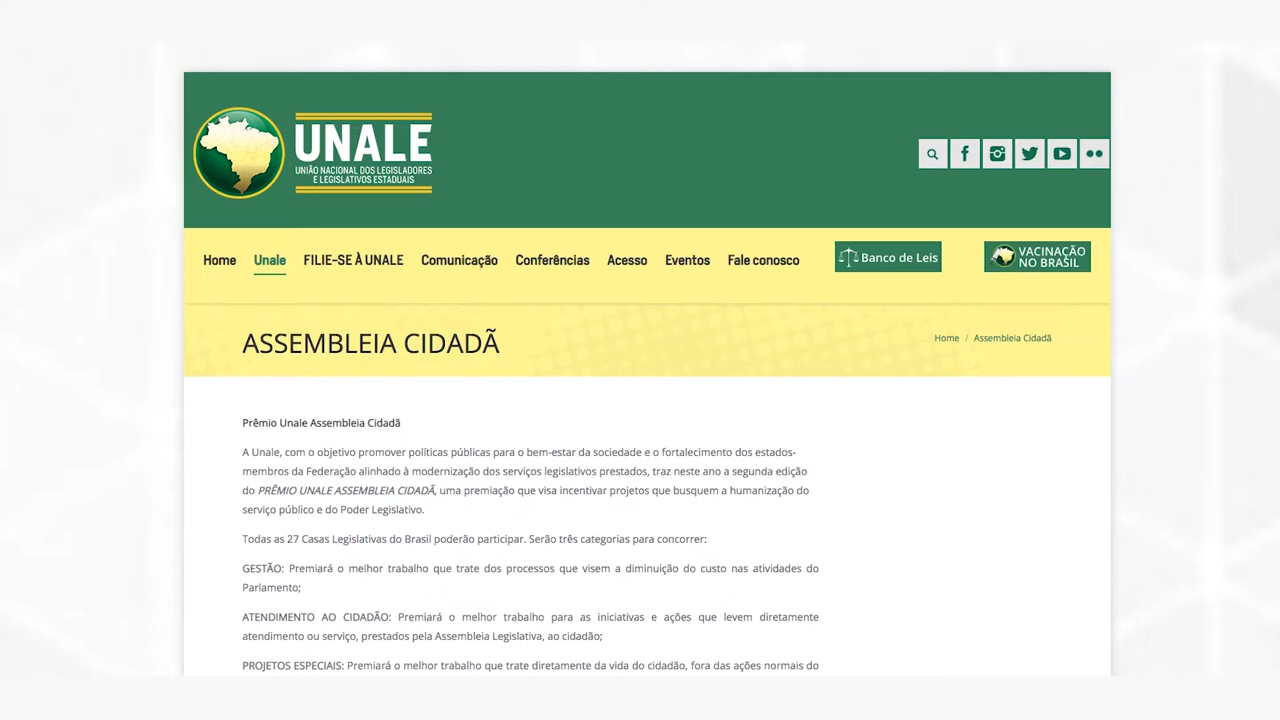 UNALE
UNIÃO NACIONAL DOS LEGISLADORES
E LEGISLATIVOS ESTADUAIS
Home Unale FILIE-SE À UNALE Comunicação Conferências Acesso Eventos Fale conosco Banco de Leis VACINAÇÃO
NO BRASIL
ASSEMBLEIA CIDADÃ
Home / Assembleia Cidadã
Prêmio Unale Assembleia Cidadã
A Unale, com o objetivo promover políticas públicas para o bem-estar da sociedade e o fortalecimento dos estados-
membros da Federação alinhado à modernização dos serviços legislativos prestados, traz neste ano a segunda edição
do PRÊMIO UNALE ASSEMBLEIA CIDADÃ, uma premiação que visa incentivar projetos que busquem a humanização do
serviço público e do Poder Legislativo.
Todas as 27 Casas Legislativas do Brasil poderão participar. Serão três categorias para concorrer:
GESTÃO: Premiará o melhor trabalho que trate dos processos que visem a diminuição do custo nas atividades do
Parlamento;
ATENDIMENTO AO CIDADÃO: Premiará o melhor trabalho para as iniciativas e ações que levem diretamente
atendimento ou serviço, prestados pela Assembleia Legislativa, ao cidadão;
PROJETOS ESPECIAIS: Premiará o melhor trabalho que trate diretamente da vida do cidadão, fora das ações normais do